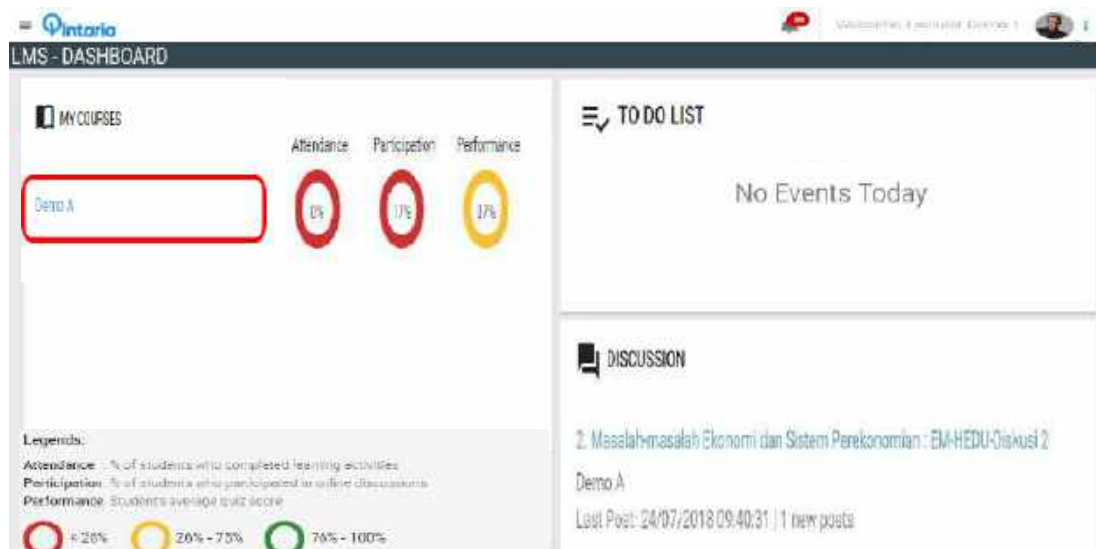 Pintaria
LMS - DASHBOARD
MY COURSES
Attendance Participation Performance
Demo A
0% 17%
TO DO LIST
No Events Today
DISCUSSION
2. Masalah-masalah Ekonomi dan Sistem Perekonomian : EM-HEDU-Diskusi 2
Demo A
Last Post: 24/07/2018 09:40:31 | 1 new posts
Legends:
Attendance : % of students who completed learning activities
Participation : % of students who participated in online discussions
Performance : Student's average quiz score
26% - 75% 76% - 100%